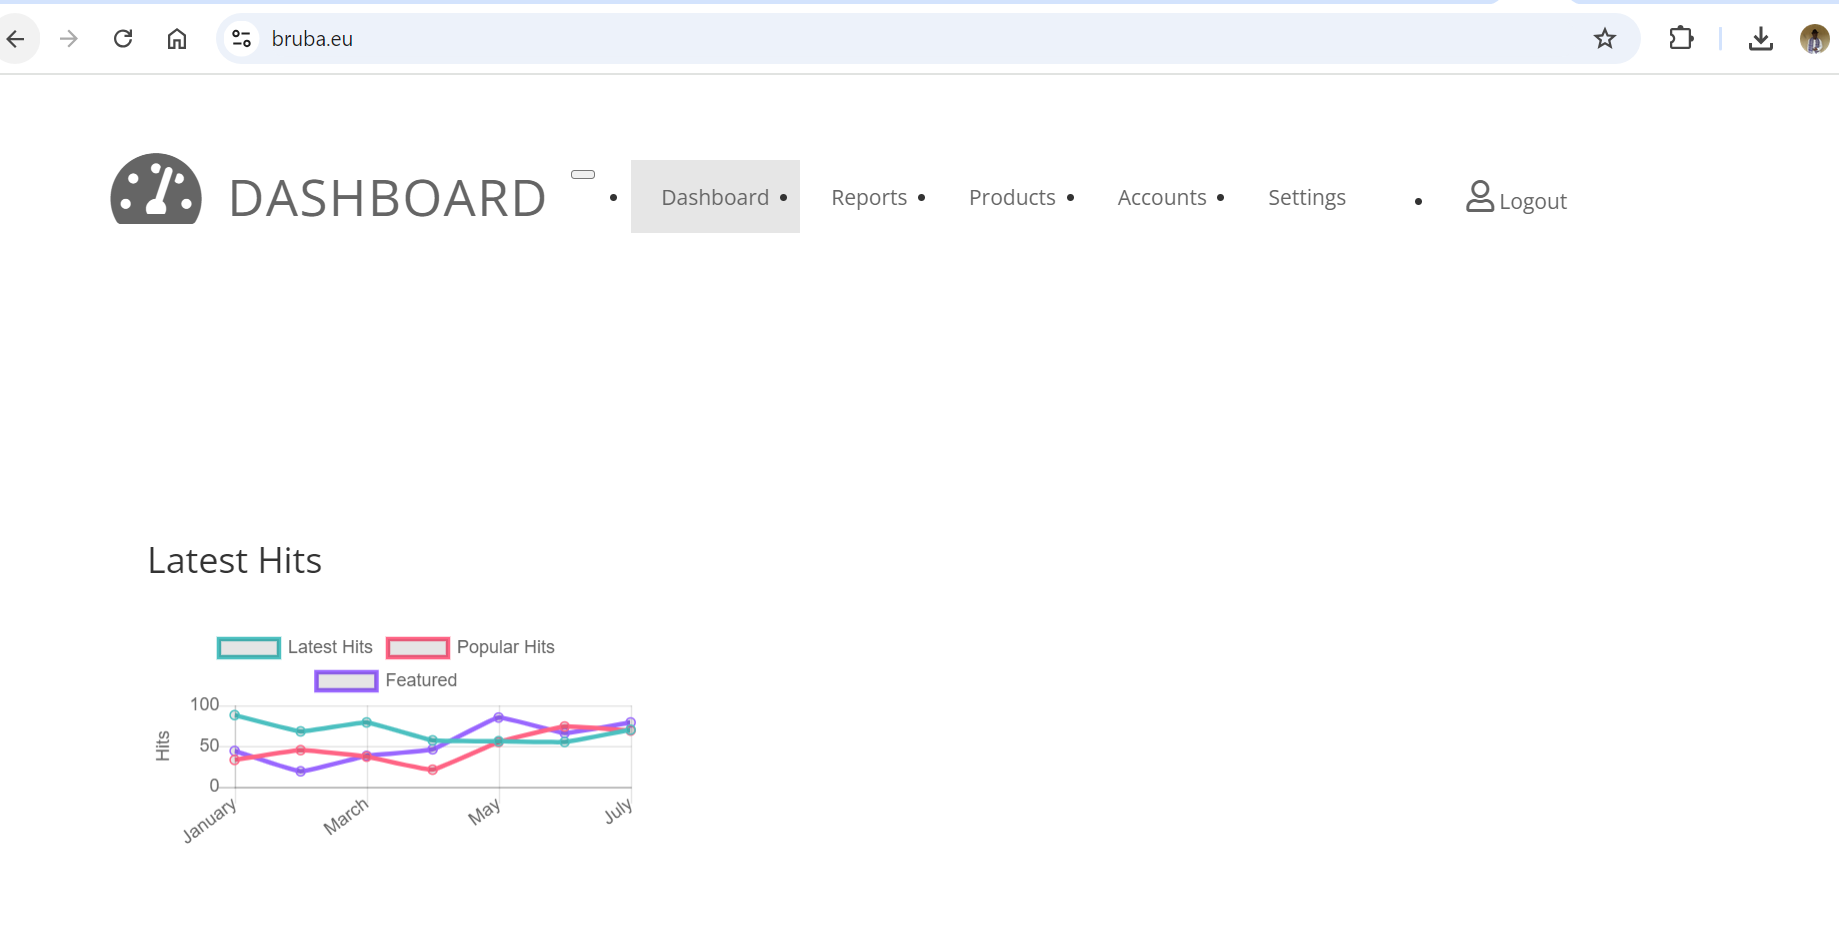 bruba.eu
DASHBOARD
Dashboard Reports Products Accounts Settings Logout
Latest Hits
Latest Hits Popular Hits
Featured
100
50
0
Hits
January March May July